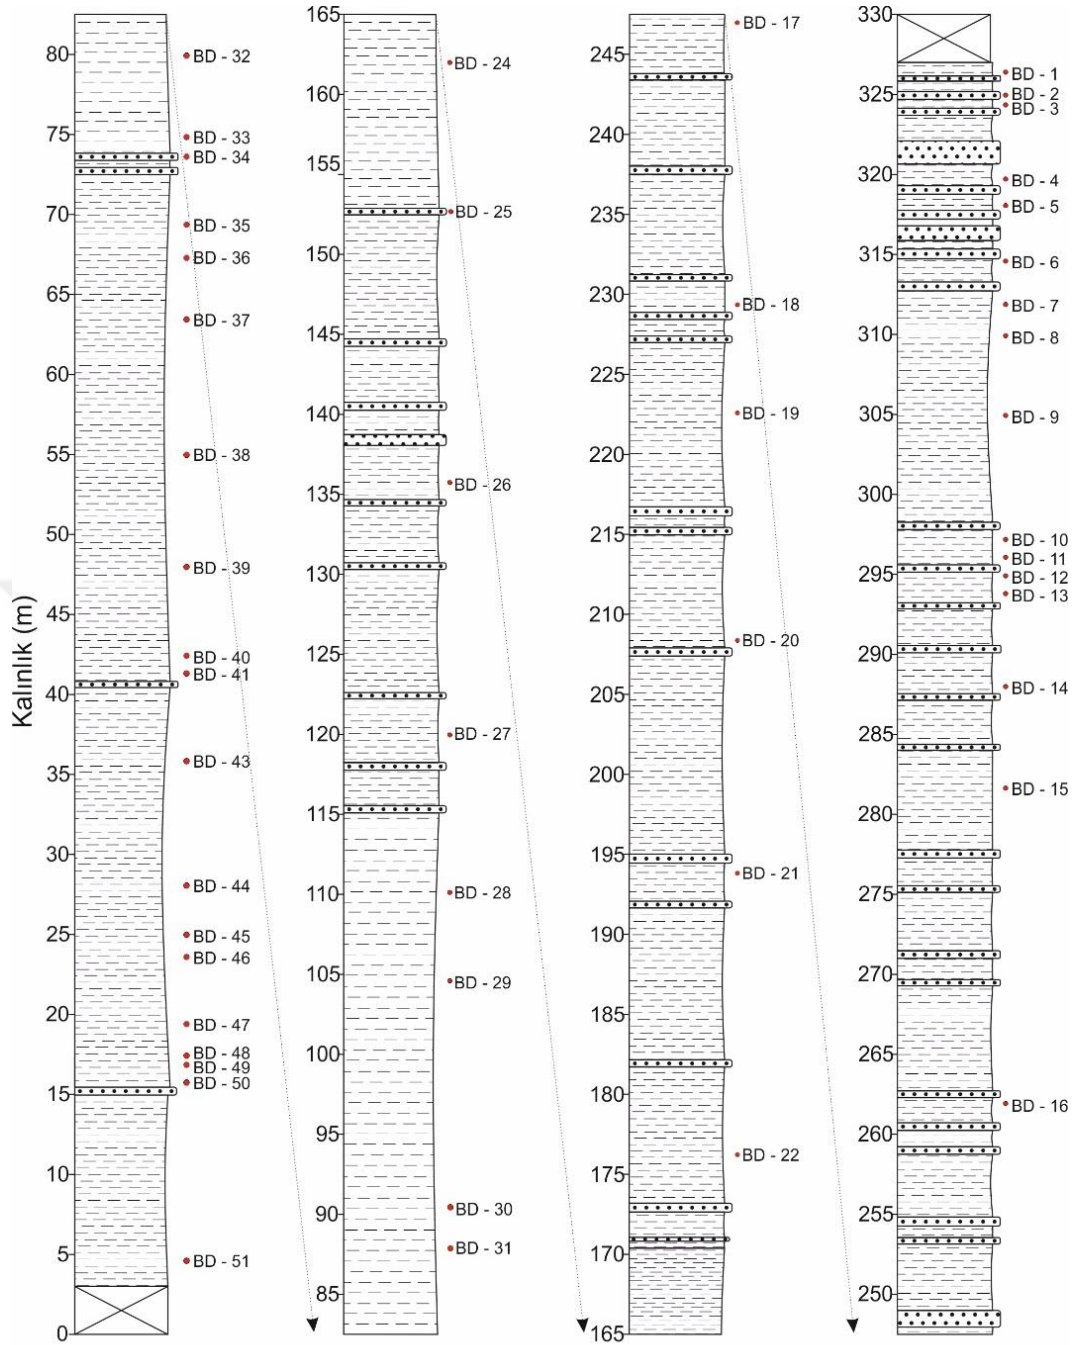 Kalınlık (m)
80
75
70
65
60
55
50
45
40
35
30
25
20
15
10
5
0
BD - 32
BD - 33
BD - 34
BD - 35
BD - 36
BD - 37
BD - 38
BD - 39
BD - 40
BD - 41
BD - 43
BD - 44
BD - 45
BD - 46
BD - 47
BD - 48
BD - 49
BD - 50
BD - 51
165
160
155
150
145
140
135
130
125
120
115
110
105
100
95
90
85
BD - 24
BD - 25
BD - 26
BD - 27
BD - 28
BD - 29
BD - 30
BD - 31
245
240
235
230
225
220
215
210
205
200
195
190
185
180
175
170
165
BD - 17
BD - 18
BD - 19
BD - 20
BD - 21
BD - 22
330
325
320
315
310
305
300
295
290
285
280
275
270
265
260
255
250
BD - 1
BD - 2
BD - 3
BD - 4
BD - 5
BD - 6
BD - 7
BD - 8
BD - 9
BD - 10
BD - 11
BD - 12
BD - 13
BD - 14
BD - 15
BD - 16